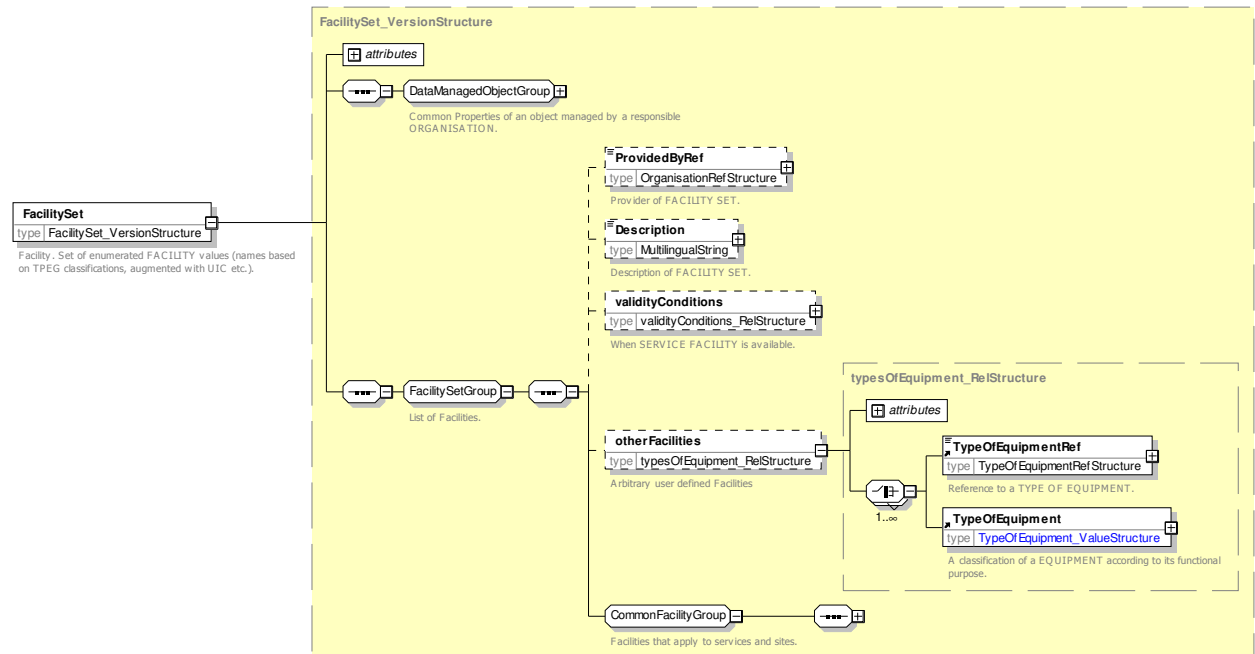 FacilitySet_VersionStructure
attributes
DataManagedObjectGroup
Common Properties of an object managed by a responsible
ORGANISATION.
ProvidedByRef
type OrganisationRefStructure
Provider of FACILITY SET.
FacilitySet
type FacilitySet_VersionStructure
Facility. Set of enumerated FACILITY values (names based
on TPEG classifications, augmented with UIC etc.).
Description
type MultilingualString
Description of FACILITY SET.
validityConditions
type validityConditions_RelStructure
When SERVICE FACILITY is available.
FacilitySetGroup
List of Facilities.
typesOfEquipment_RelStructure
attributes
otherFacilities
type typesOfEquipment_RelStructure
Arbitrary user defined Facilities
TypeOfEquipmentRef
type TypeOfEquipmentRefStructure
Reference to a TYPE OF EQUIPMENT.
1..∞
TypeOfEquipment
type TypeOfEquipment_ValueStructure
A classification of a EQUIPMENT according to its functional
purpose.
CommonFacilityGroup
Facilities that apply to services and sites.